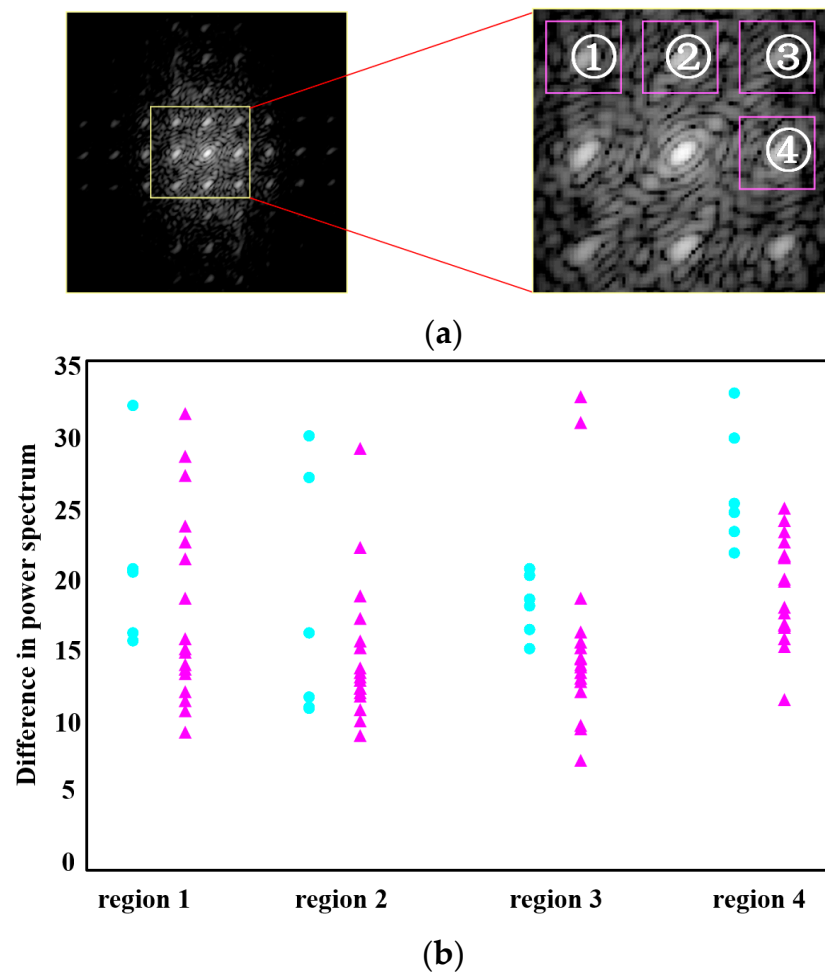 ① ② ③
④
(a)
35
30
25
20
15
10
5
0
Difference in power spectrum
region 1 region 2 region 3 region 4
(b)